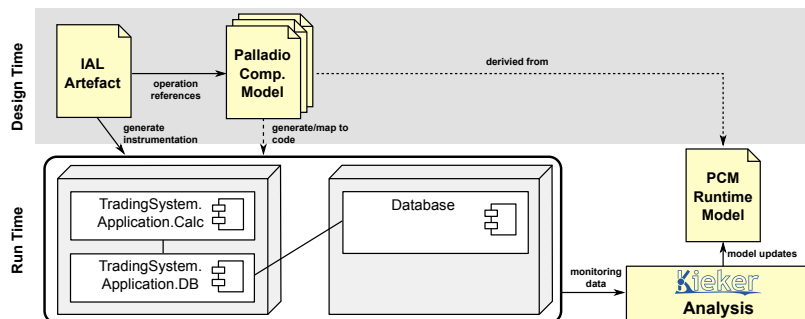 Design Time
IAL
Artefact
operation
references
Palladio
Comp.
Model
derivied from
generate
instrumentation
generate/map to
code
Run Time
TradingSystem.
Application.Calc
TradingSystem.
Application.DB
Database
PCM
Runtime
Model
monitoring
data
model updates
Kieker
Analysis